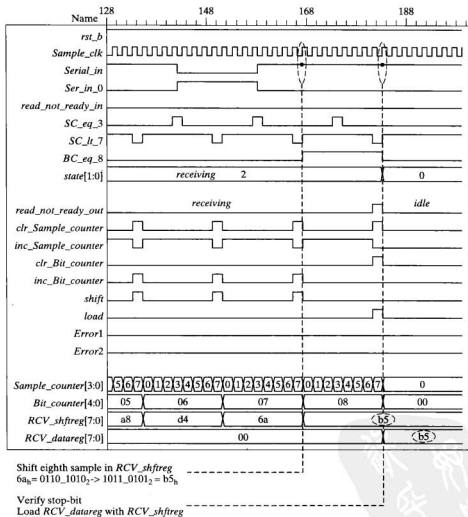 Name 128 148 168 188
rst_b
Sample_clk
Serial_in
Ser_in_0
read_not_ready_in
SC_eq_3
SC_lt_7
BC_eq_8
state[1:0] receiving 2 0
read_not_ready_out receiving idle
clr_Sample_counter
inc_Sample_counter
clr_Bit_counter
inc_Bit_counter
shift
load
Error1
Error2
Sample_counter[3:0] 5 6 7 0 1 2 3 4 5 6 7 0 1 2 3 4 5 6 7 0 1 2 3 4 5 6 7 0
Bit_counter[4:0] 05 06 07 08 00
RCV_shftreg[7:0] a8 d4 6a b5
RCV_datareg[7:0] 00 b5
Shift eighth sample in RCV_shftreg
6aₕ= 0110_1010₂-> 1011_0101₂ = b5ₕ
Verify stop-bit
Load RCV_datareg with RCV_shftreg